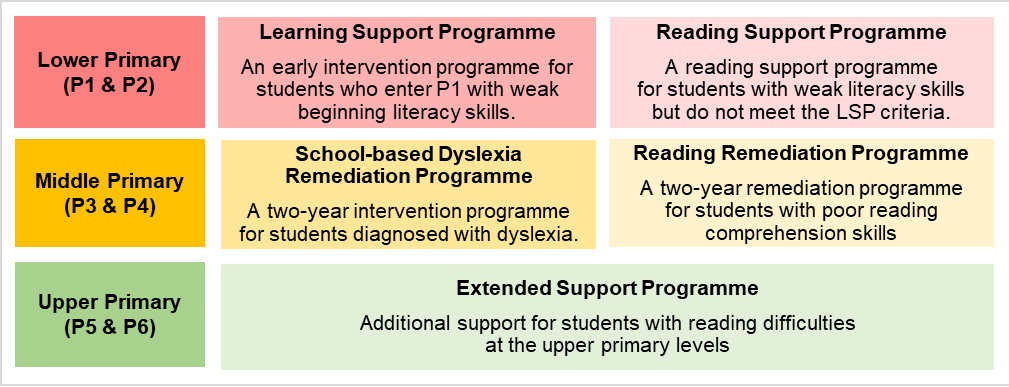 Lower Primary
(P1 & P2)
Learning Support Programme
An early intervention programme for
students who enter P1 with weak
beginning literacy skills.
Reading Support Programme
A reading support programme
for students with weak literacy skills
but do not meet the LSP criteria.
Middle Primary
(P3 & P4)
School-based Dyslexia
Remediation Programme
A two-year intervention programme
for students diagnosed with dyslexia.
Reading Remediation Programme
A two-year remediation programme
for students with poor reading
comprehension skills
Upper Primary
(P5 & P6)
Extended Support Programme
Additional support for students with reading difficulties
at the upper primary levels